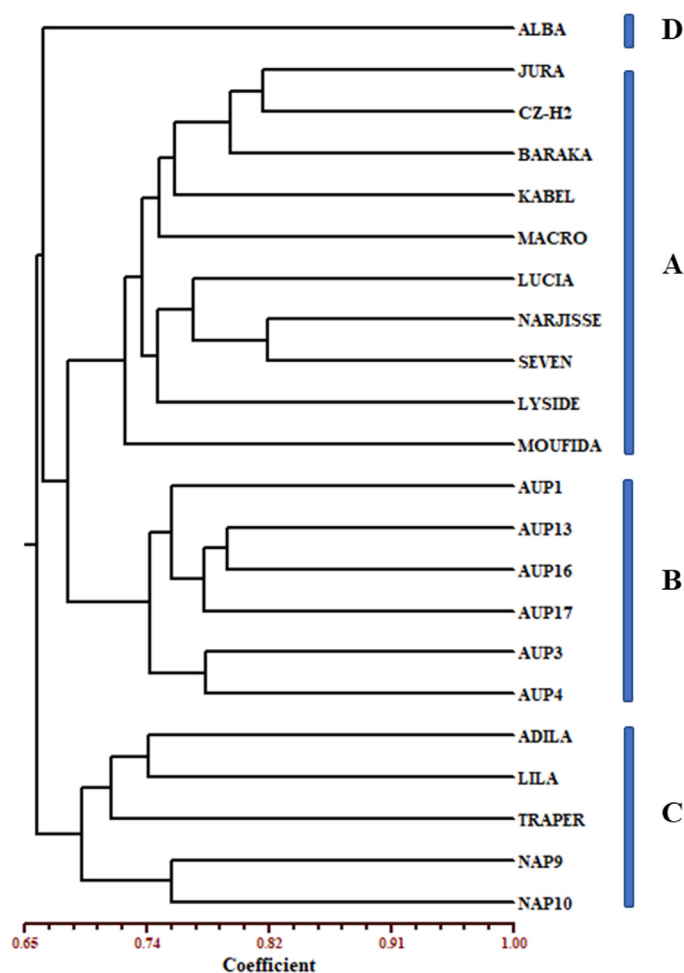 ALBA
D
JURA
CZ-H2
BARAKA
KABEL
MACRO
A
LUCIA
NARJISSE
SEVEN
LYSIDE
MOUFIDA
AUP1
AUP13
AUP16
B
AUP17
AUP3
AUP4
ADILA
LILA
C
TRAPER
NAP9
NAP10
0.65 0.74 0.82 0.91 1.00
Coefficient